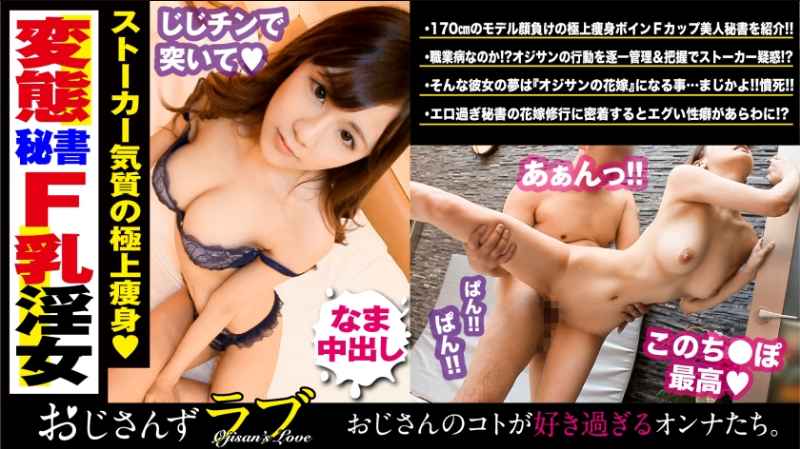 変態
秘書
F乳
淫女
ストーカー気質の極上痩身♥
じじチンで
突いて♥
なま
中出し
・170㎝のモデル顔負けの極上痩身ボインFカップ美人秘書を紹介!!
・職業病なのか!?オジサンの行動を逐一管理&把握でストーカー疑惑!?
・そんな彼女の夢は『オジサンの花嫁』になる事…まじかよ!!憤死!!
・エロ過ぎ秘書の花嫁修行に密着するとエグい性癖があらわに!?
あぁんっ!!
ぱん!!
ぱん!!
このち●ぽ
最高♥
おじさんずラブ
Ojisan's Love
おじさんのコトが好き過ぎるオンナたち。